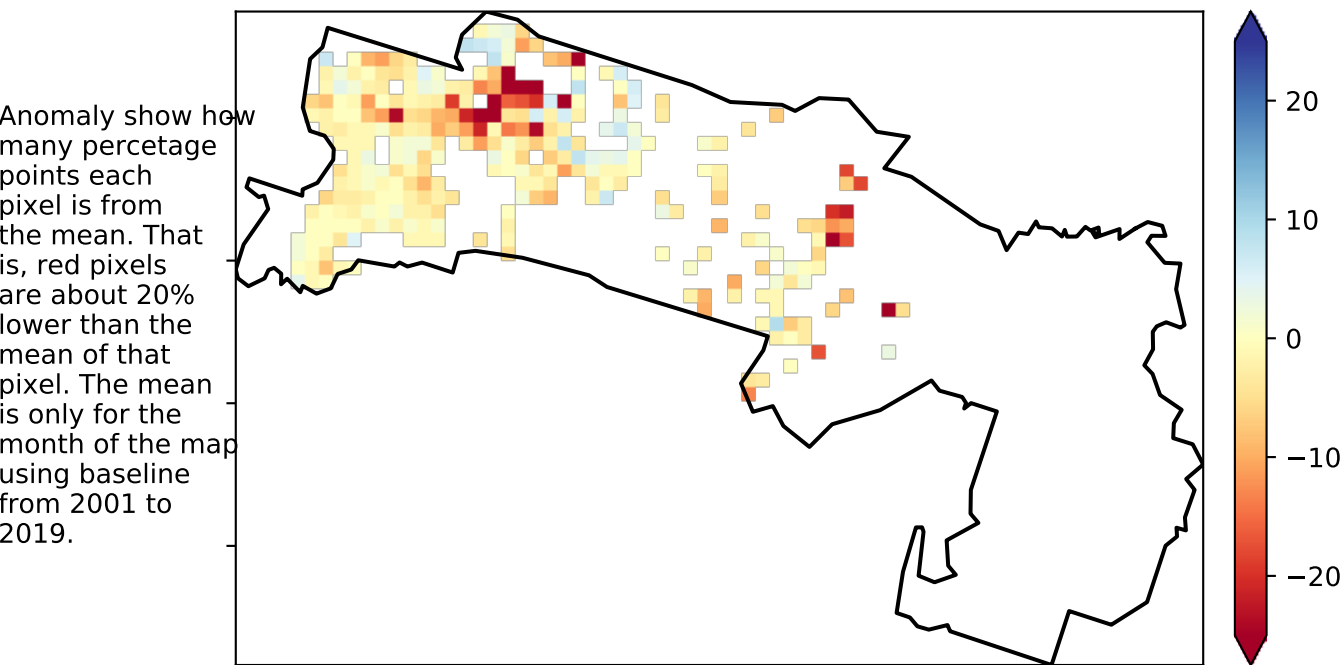 Anomaly show how
many percetage
points each
pixel is from
the mean. That
is, red pixels
are about 20%
lower than the
mean of that
pixel. The mean
is only for the
month of the map
using baseline
from 2001 to
2019.
20
10
0
−10
−20